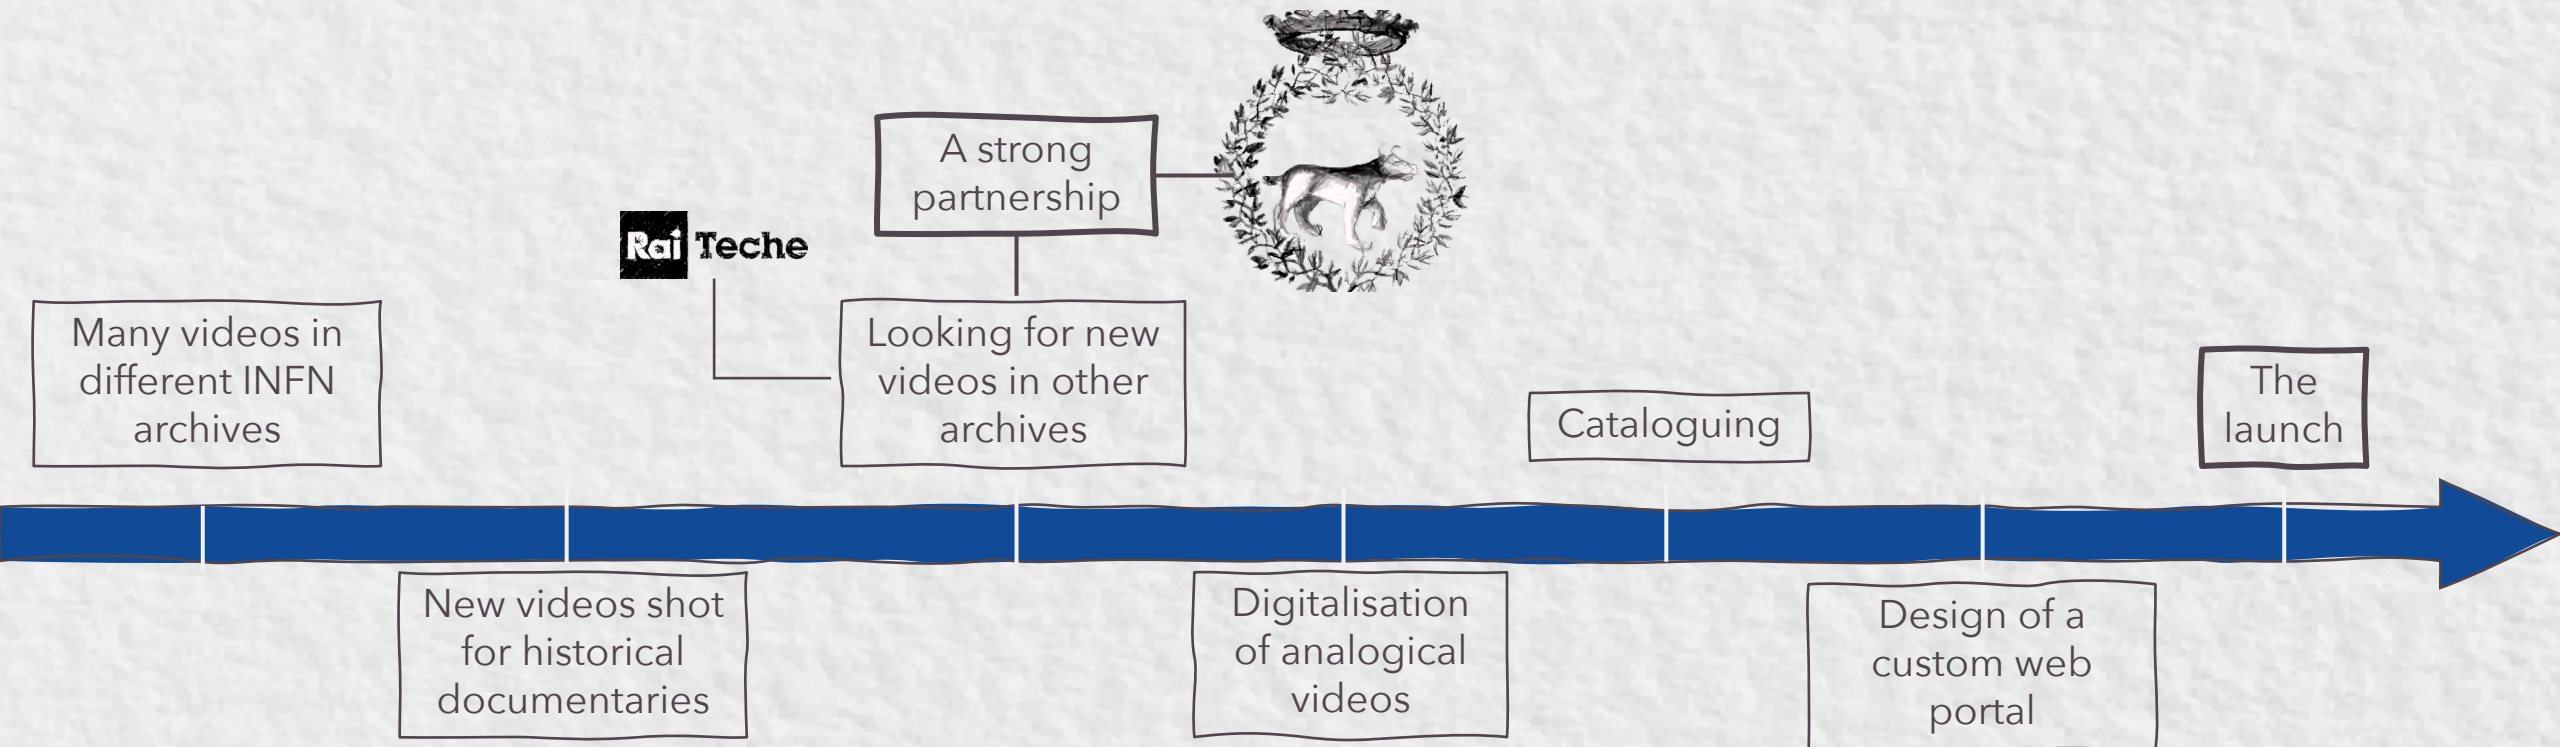 A strong
partnership
Rai Teche
Many videos in
different INFN
archives
Looking for new
videos in other
archives
Cataloguing
The
launch
New videos shot
for historical
documentaries
Digitalisation
of analogical
videos
Design of a
custom web
portal